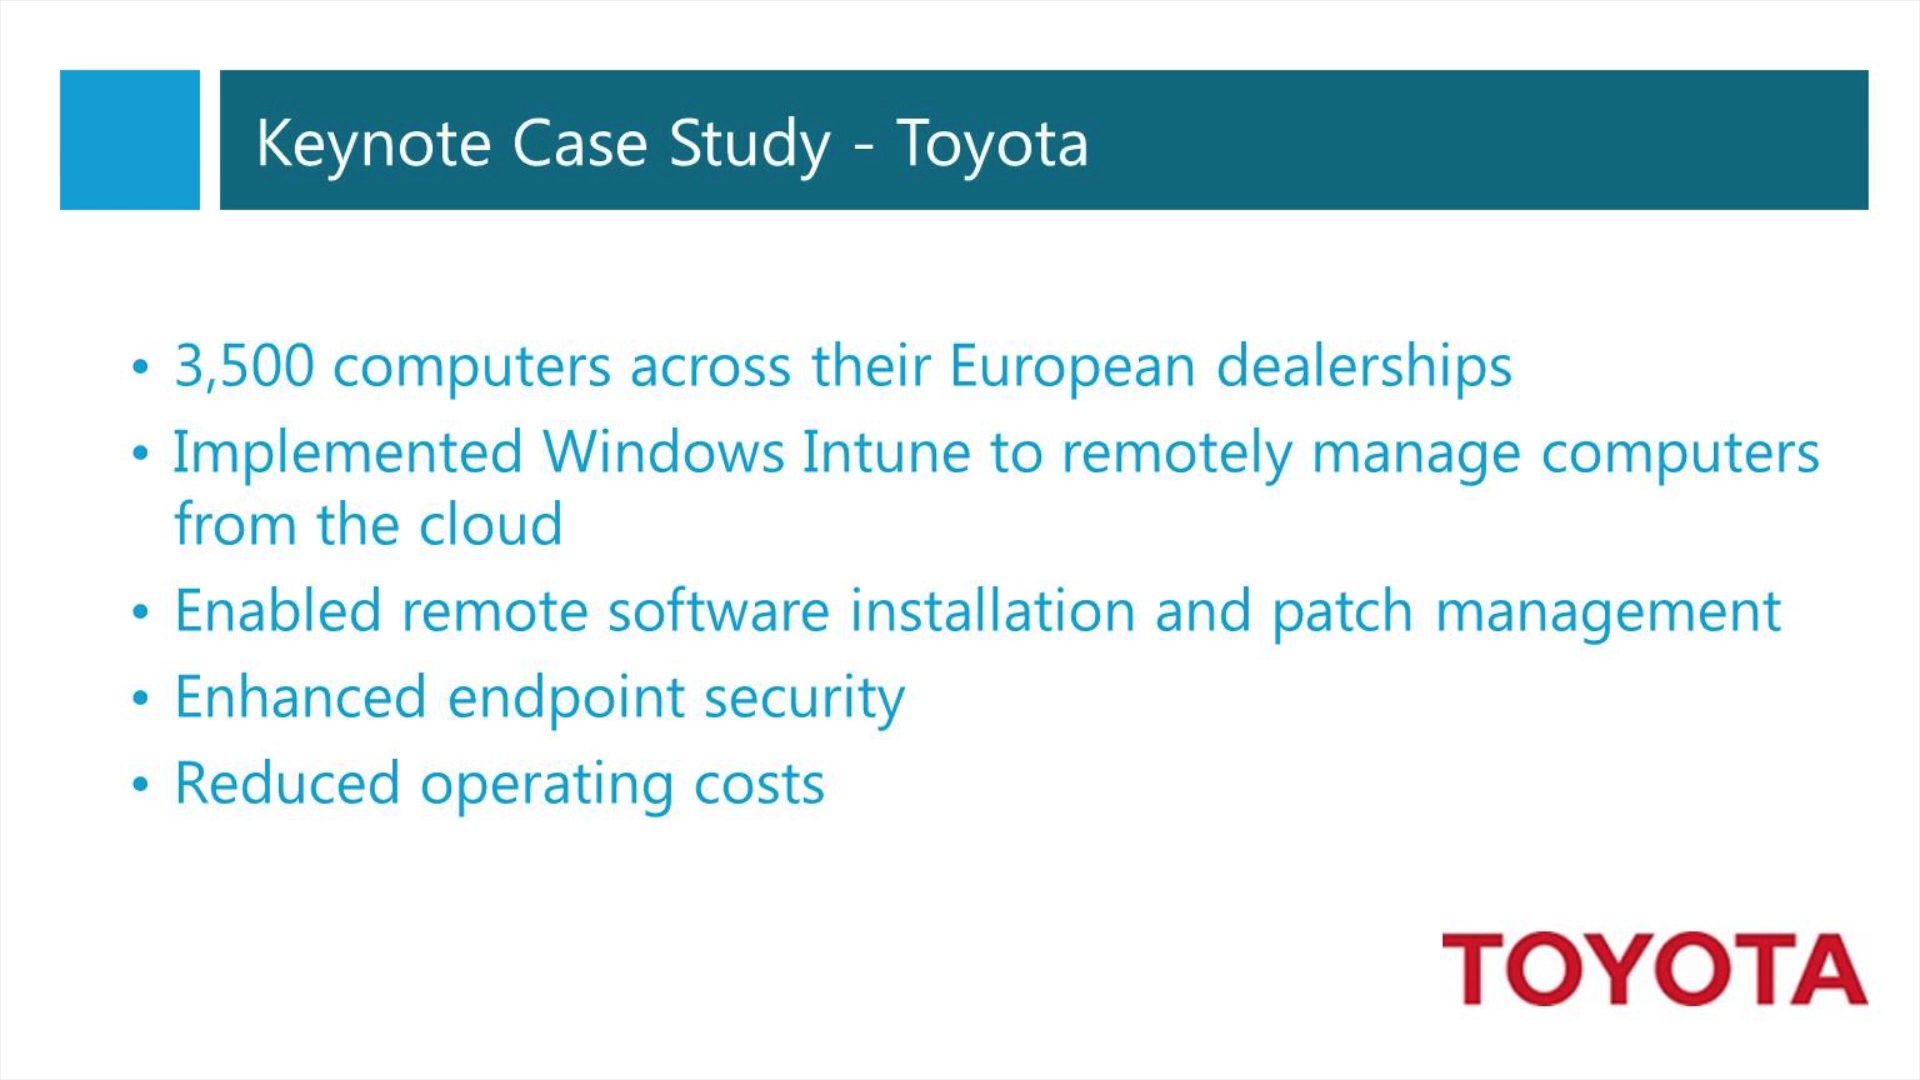 Keynote Case Study - Toyota
• 3,500 computers across their European dealerships
• Implemented Windows Intune to remotely manage computers
from the cloud
• Enabled remote software installation and patch management
• Enhanced endpoint security
• Reduced operating costs
TOYOTA